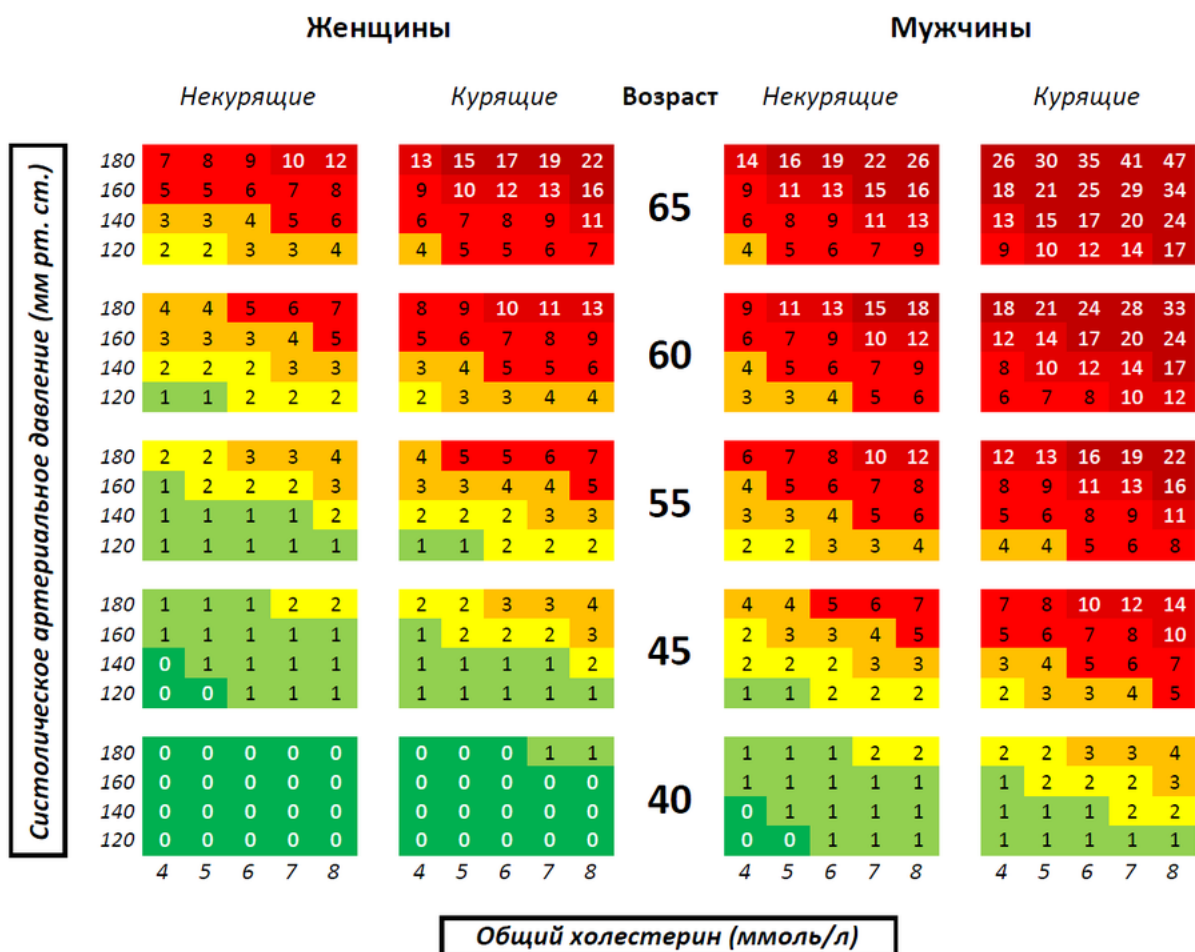 Женщины Мужчины
Некурящие Курящие Возраст Некурящие Курящие
Систолическое артериальное давление (мм рт. ст.)
180 7 8 9 10 12 13 15 17 19 22 14 16 19 22 26 26 30 35 41 47
160 5 5 6 7 8 9 10 12 13 16 9 11 13 15 16 18 21 25 29 34
65
140 3 3 4 5 6 6 7 8 9 11 6 8 9 11 13 13 15 17 20 24
120 2 2 3 3 4 4 5 5 6 7 4 5 6 7 9 9 10 12 14 17
180 4 4 5 6 7 8 9 10 11 13 9 11 13 15 18 18 21 24 28 33
160 3 3 3 4 5 5 6 7 8 9 6 7 9 10 12 12 14 17 20 24
60
140 2 2 2 3 3 3 4 5 5 6 4 5 6 7 9 8 10 12 14 17
120 1 1 2 2 2 2 3 3 4 4 3 3 4 5 6 6 7 8 10 12
180 2 2 3 3 4 4 5 5 6 7 6 7 8 10 12 12 13 16 19 22
160 1 2 2 2 3 3 3 4 4 5 4 5 6 7 8 8 9 11 13 16
55
140 1 1 1 1 2 2 2 2 3 3 3 3 4 5 6 5 6 8 9 11
120 1 1 1 1 1 1 1 2 2 2 2 2 3 3 4 4 4 5 6 8
180 1 1 1 2 2 2 2 3 3 4 4 4 5 6 7 7 8 10 12 14
160 1 1 1 1 1 1 2 2 2 3 2 3 3 4 5 5 6 7 8 10
45
140 0 1 1 1 1 1 1 1 1 2 2 2 2 3 3 3 4 5 6 7
120 0 0 1 1 1 1 1 1 1 1 1 1 2 2 2 2 3 3 4 5
180 0 0 0 0 0 0 0 0 1 1 1 1 1 2 2 2 2 3 3 4
160 0 0 0 0 0 0 0 0 0 0 1 1 1 1 1 1 2 2 2 3
40
140 0 0 0 0 0 0 0 0 0 0 0 1 1 1 1 1 1 1 2 2
120 0 0 0 0 0 0 0 0 0 0 0 0 1 1 1 1 1 1 1 1
4 5 6 7 8 4 5 6 7 8 4 5 6 7 8 4 5 6 7 8
Общий холестерин (ммоль/л)